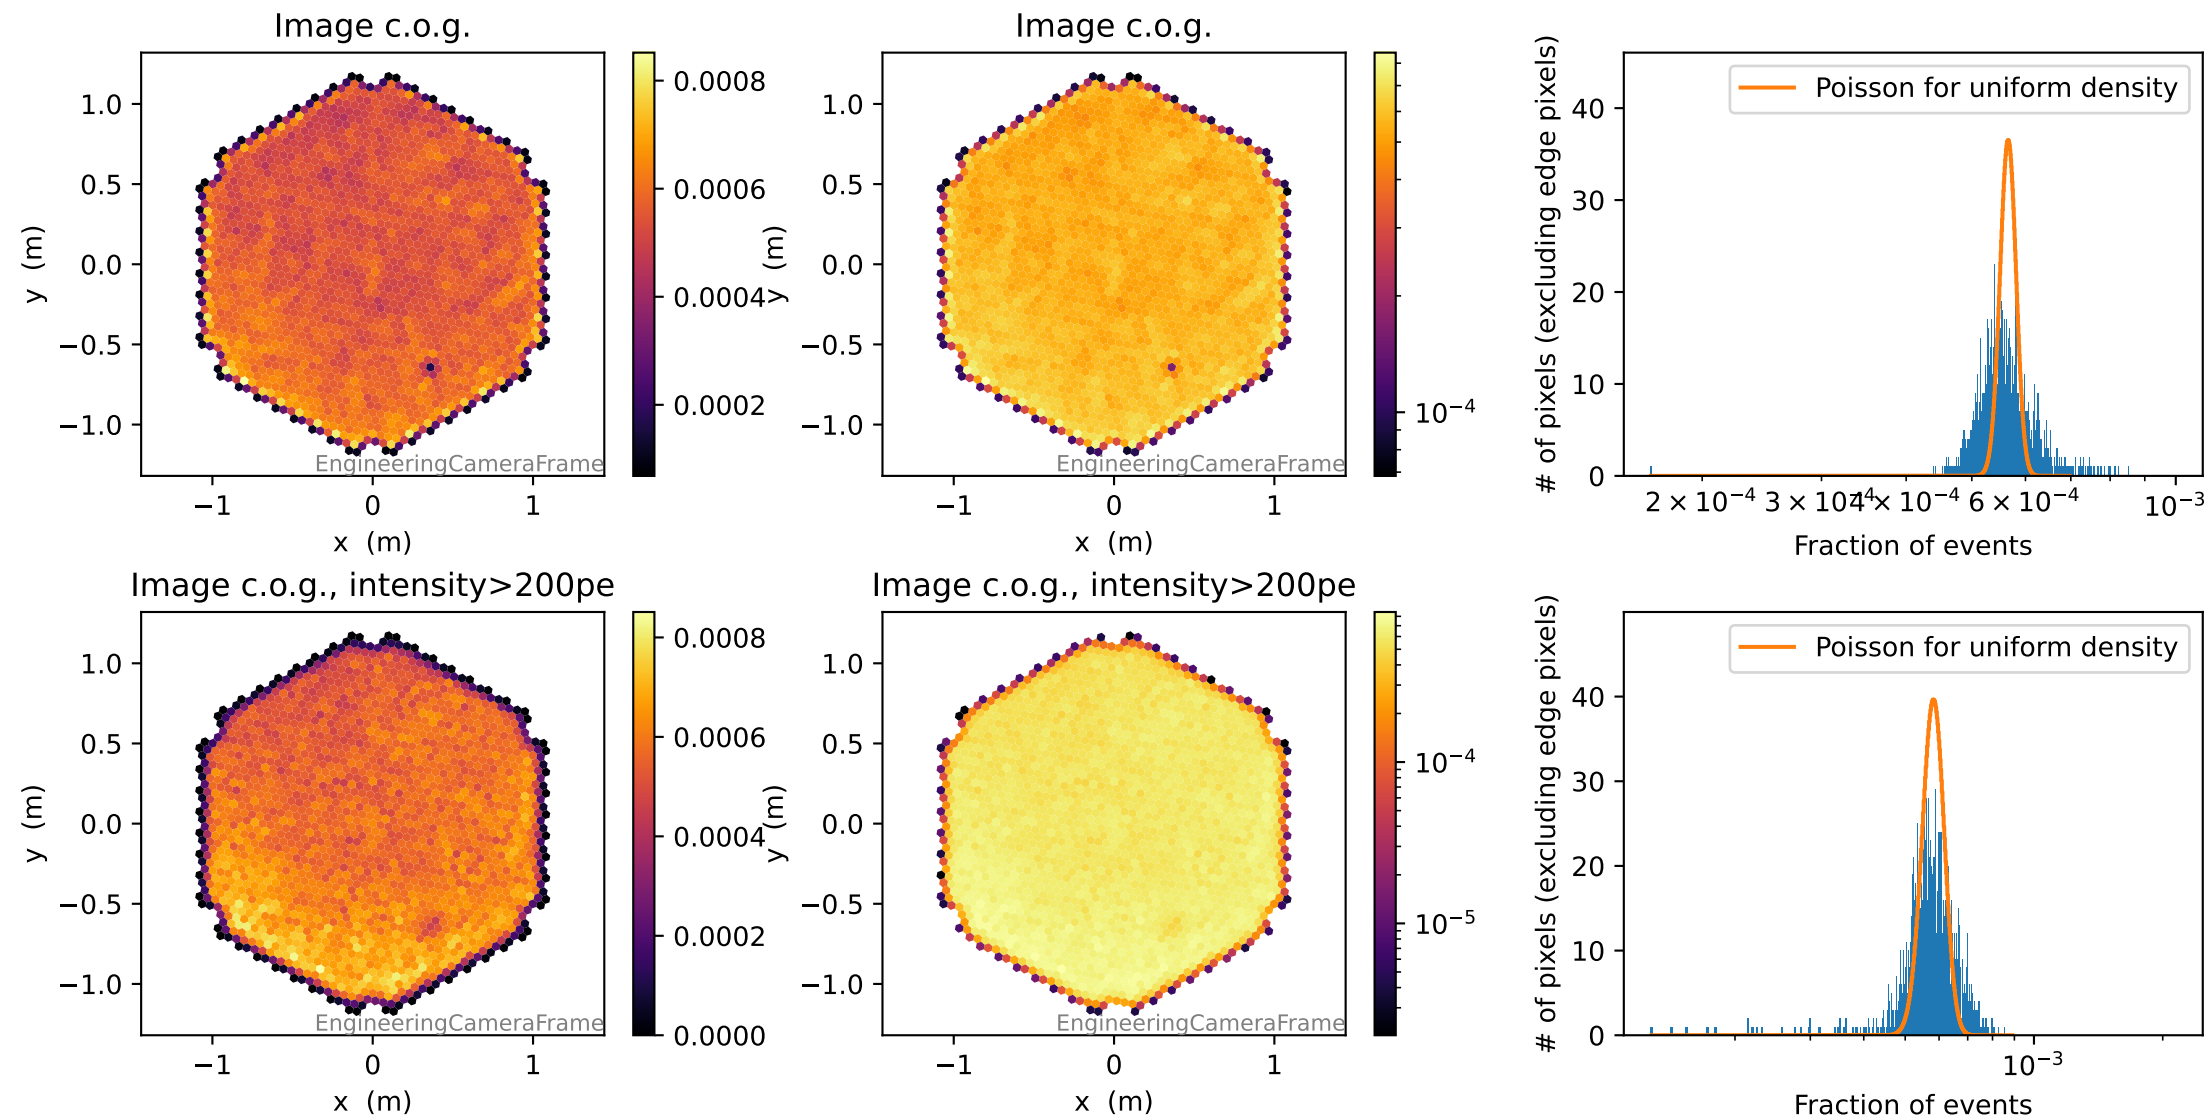 Image c.o.g.
y (m)
1.0
0.5
0.0
−0.5
−1.0
−1
0
1
x (m)
EngineeringCameraFrame
0.0008
0.0006
0.0004
0.0002
Image c.o.g.
y (m)
1.0
0.5
0.0
−0.5
−1.0
−1
0
1
x (m)
EngineeringCameraFrame
10⁻⁴
# of pixels (excluding edge pixels)
40
30
20
10
0
Poisson for uniform density
2 × 10⁻⁴
3 × 10⁻⁴
4 × 10⁻⁴
6 × 10⁻⁴
10⁻³
Fraction of events
Image c.o.g., intensity>200pe
y (m)
1.0
0.5
0.0
−0.5
−1.0
−1
0
1
x (m)
EngineeringCameraFrame
0.0008
0.0006
0.0004
0.0002
0.0000
Image c.o.g., intensity>200pe
y (m)
1.0
0.5
0.0
−0.5
−1.0
−1
0
1
x (m)
EngineeringCameraFrame
10⁻⁴
10⁻⁵
# of pixels (excluding edge pixels)
40
30
20
10
0
Poisson for uniform density
10⁻³
Fraction of events